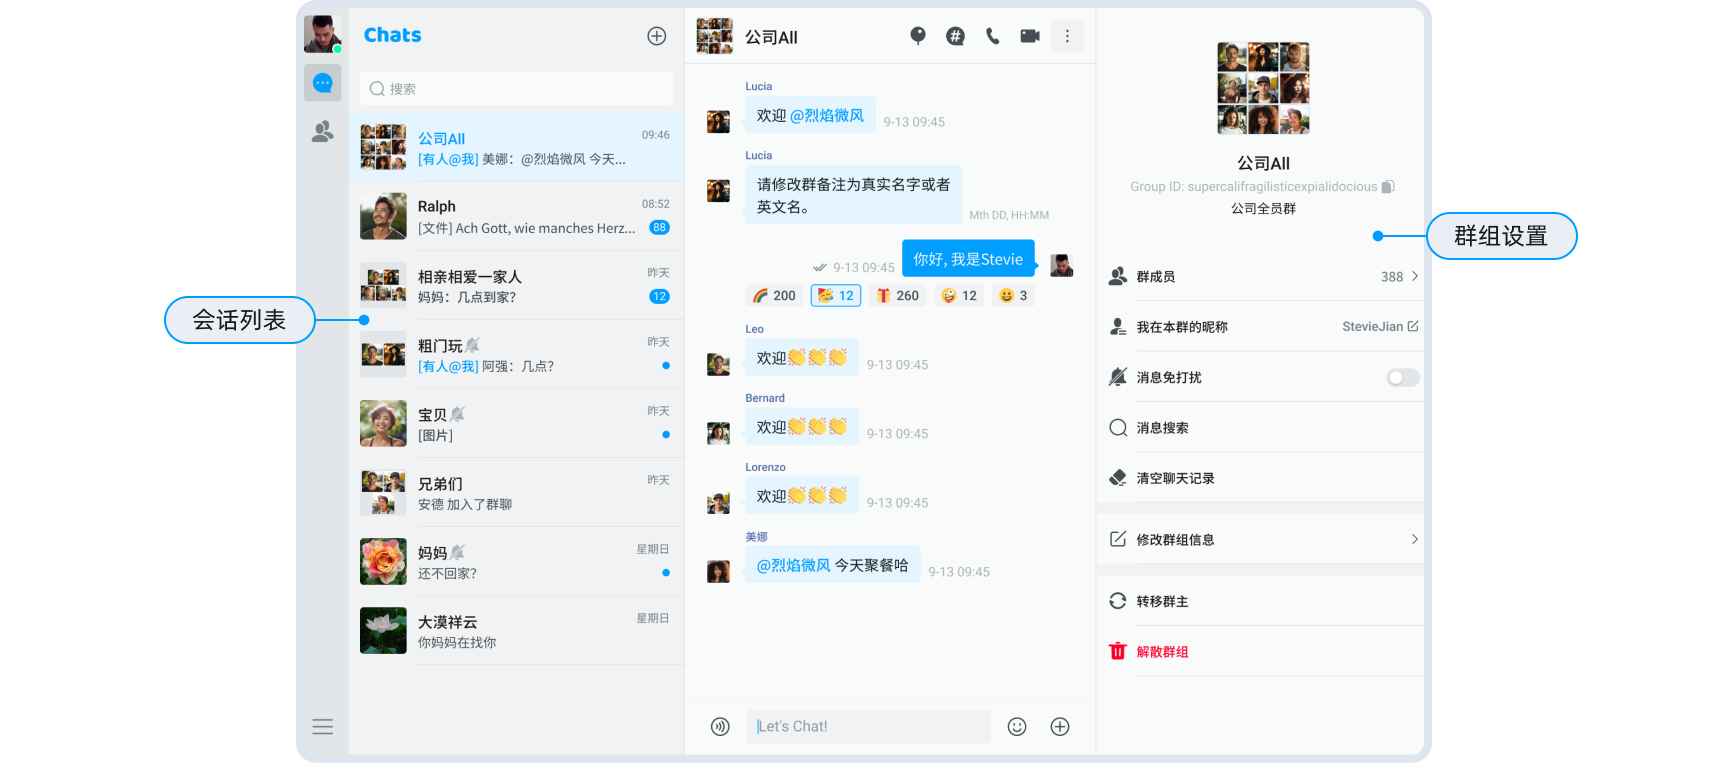 会话列表
Chats
搜索
公司All
09:46
[有人@我] 美娜：@烈焰微风 今天...
Ralph
08:52
[文件] Ach Gott, wie manches Herz...
88
相亲相爱一家人
昨天
妈妈：几点到家？
12
粗门玩
昨天
[有人@我] 阿强：几点？
宝贝
昨天
[图片]
兄弟们
昨天
安德 加入了群聊
妈妈
星期日
还不回家？
大漠祥云
星期日
你妈妈在找你
公司All
Lucia
欢迎 @烈焰微风
9-13 09:45
Lucia
请修改群备注为真实名字或者
英文名。
Mth DD, HH:MM
9-13 09:45
你好, 我是Stevie
200
12
260
12
3
Leo
欢迎👏👏👏
9-13 09:45
Bernard
欢迎👏👏👏
9-13 09:45
Lorenzo
欢迎👏👏👏
9-13 09:45
美娜
@烈焰微风 今天聚餐哈
9-13 09:45
Let's Chat!
公司All
Group ID: supercalifragilisticexpialidocious
公司全员群
群组设置
群成员
388
我在本群的昵称
StevieJian
消息免打扰
消息搜索
清空聊天记录
修改群组信息
转移群主
解散群组